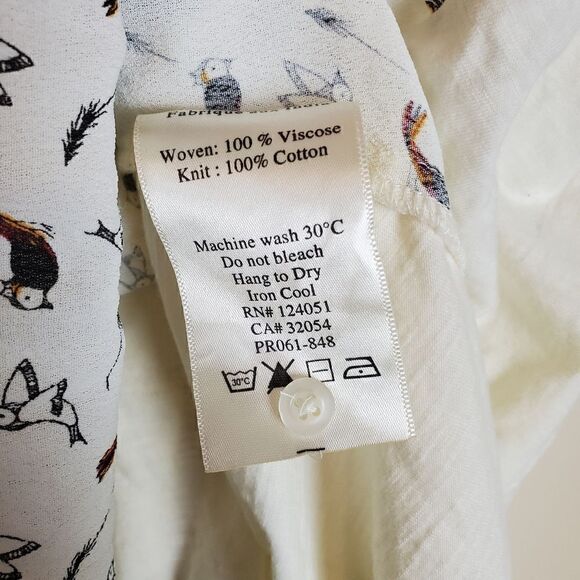 Fabriqué
Woven: 100 % Viscose
Knit : 100% Cotton
Machine wash 30°C
Do not bleach
Hang to Dry
Iron Cool
RN# 124051
CA# 32054
PR061-848
30°C